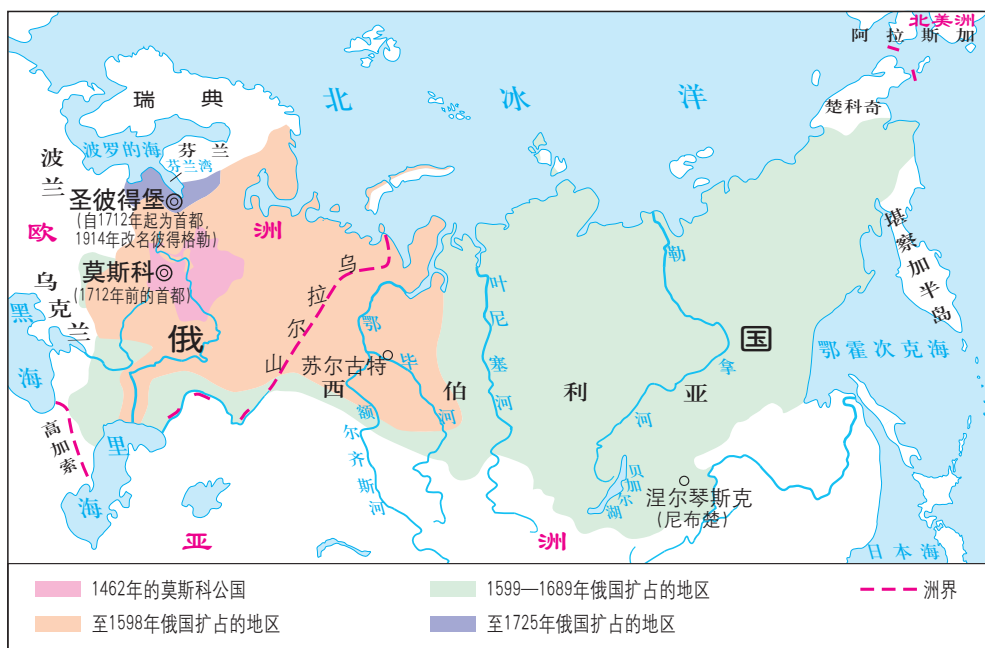 北美洲
阿拉斯加
楚科奇
瑞典
北冰洋
波罗的海
芬兰
芬兰湾
波兰
圣彼得堡
(自1712年起为首都，
1914年改名彼得格勒)
欧洲
莫斯科
(1712年前的首都)
乌克兰
黑海
俄国
乌拉尔山
鄂毕河
苏尔古特
叶尼塞河
勒拿河
堪察加半岛
鄂霍次克海
西伯利亚
额尔齐斯河
高加索
里海
贝加尔湖
涅尔琴斯克
(尼布楚)
亚洲
日本海
1462年的莫斯科公国
1599—1689年俄国扩占的地区
洲界
至1598年俄国扩占的地区
至1725年俄国扩占的地区